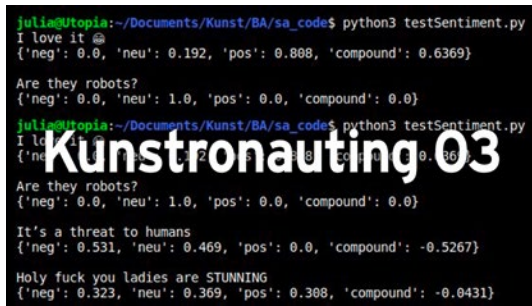 julia@Utopia:~/Documents/Kunst/BA/sa_code$ python3 testSentiment.py
I love it 😁
{'neg': 0.0, 'neu': 0.192, 'pos': 0.808, 'compound': 0.6369}
Are they robots?
{'neg': 0.0, 'neu': 1.0, 'pos': 0.0, 'compound': 0.0}
julia@Utopia:~/Documents/Kunst/BA/sa_code$ python3 testSentiment.py
Kunstronauting 03
Are they robots?
{'neg': 0.0, 'neu': 1.0, 'pos': 0.0, 'compound': 0.0}
It's a threat to humans
{'neg': 0.531, 'neu': 0.469, 'pos': 0.0, 'compound': -0.5267}
Holy fuck you ladies are STUNNING
{'neg': 0.323, 'neu': 0.369, 'pos': 0.308, 'compound': -0.0431}